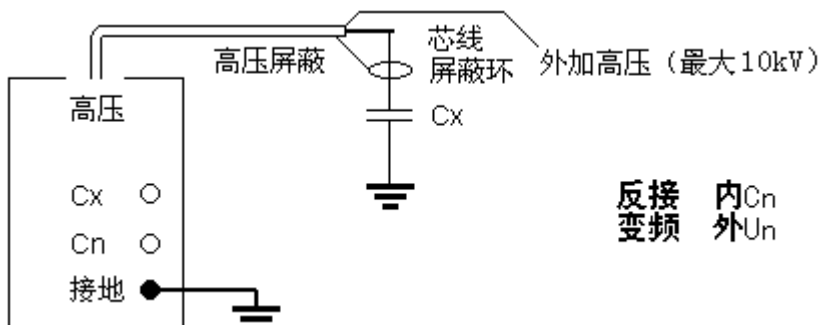 芯线
高压屏蔽
屏蔽环
外加高压（最大10kV）
高压
Cx
Cx
反接 内Cn
Cn
变频 外Un
接地